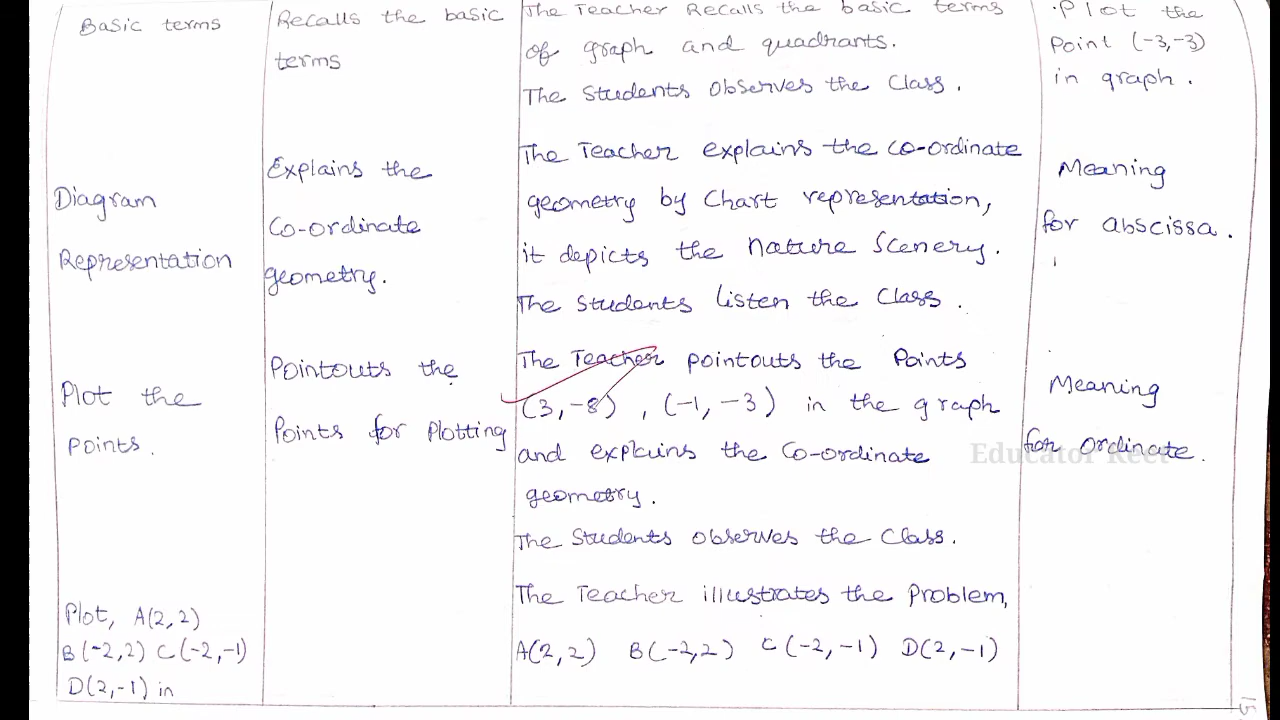 Basic terms
Recalls the basic
terms
The Teacher Recalls the basic terms
of graph and quadrants.
The Students observes the Class.
.Plot the
Point (-3,-3)
in graph.
Diagram
Representation
Explains the
Co-ordinate
geometry.
The Teacher explains the co-ordinate
geometry by Chart representation,
it depicts the nature Scenery.
The Students listen the Class.
Meaning
for abscissa.
Plot the
points.
Pointouts the
Points for Plotting
The Teacher pointouts the Points
(3,-8), (-1,-3) in the graph
and explains the Co-ordinate
geometry.
The Students observes the Class.
Meaning
for ordinate.
Educator Reet
Plot, A(2,2)
B(-2,2) C(-2,-1)
D(2,-1) in
The Teacher illustrates the Problem,
A(2,2) B(-2,2) C(-2,-1) D(2,-1)